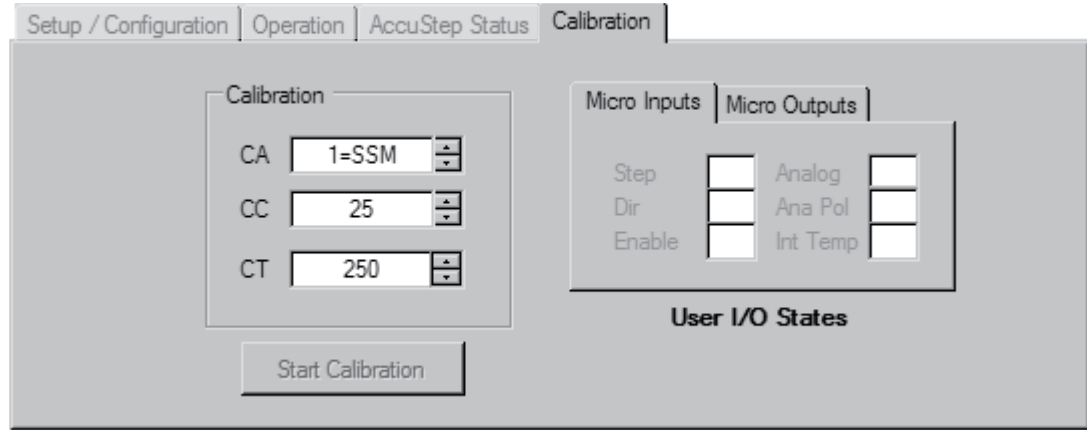 Setup / Configuration Operation AccuStep Status Calibration
Calibration
CA 1=SSM
CC 25
CT 250
Start Calibration
Micro Inputs Micro Outputs
Step Analog
Dir Ana Pol
Enable Int Temp
User I/O States